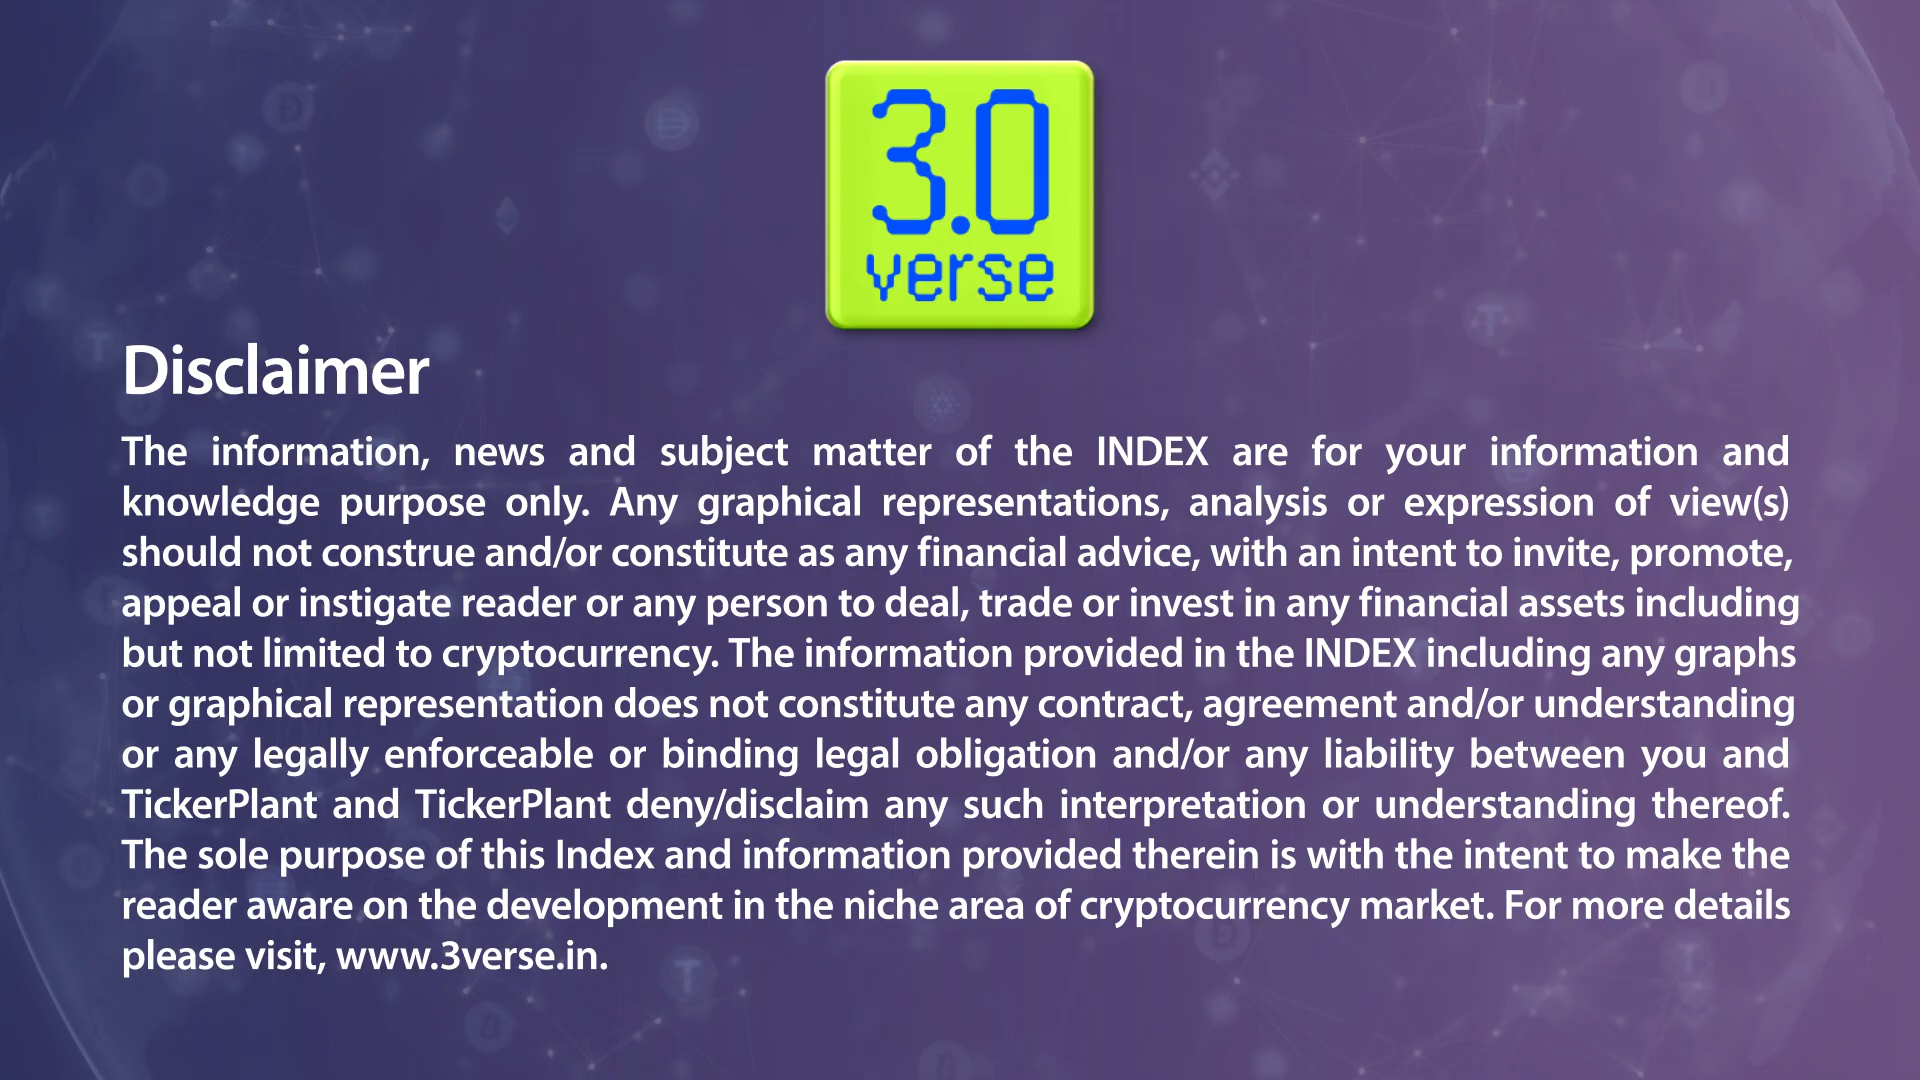 3.0
verse
Disclaimer
The information, news and subject matter of the INDEX are for your information and
knowledge purpose only. Any graphical representations, analysis or expression of view(s)
should not construe and/or constitute as any financial advice, with an intent to invite, promote,
appeal or instigate reader or any person to deal, trade or invest in any financial assets including
but not limited to cryptocurrency. The information provided in the INDEX including any graphs
or graphical representation does not constitute any contract, agreement and/or understanding
or any legally enforceable or binding legal obligation and/or any liability between you and
TickerPlant and TickerPlant deny/disclaim any such interpretation or understanding thereof.
The sole purpose of this Index and information provided therein is with the intent to make the
reader aware on the development in the niche area of cryptocurrency market. For more details
please visit, www.3verse.in.